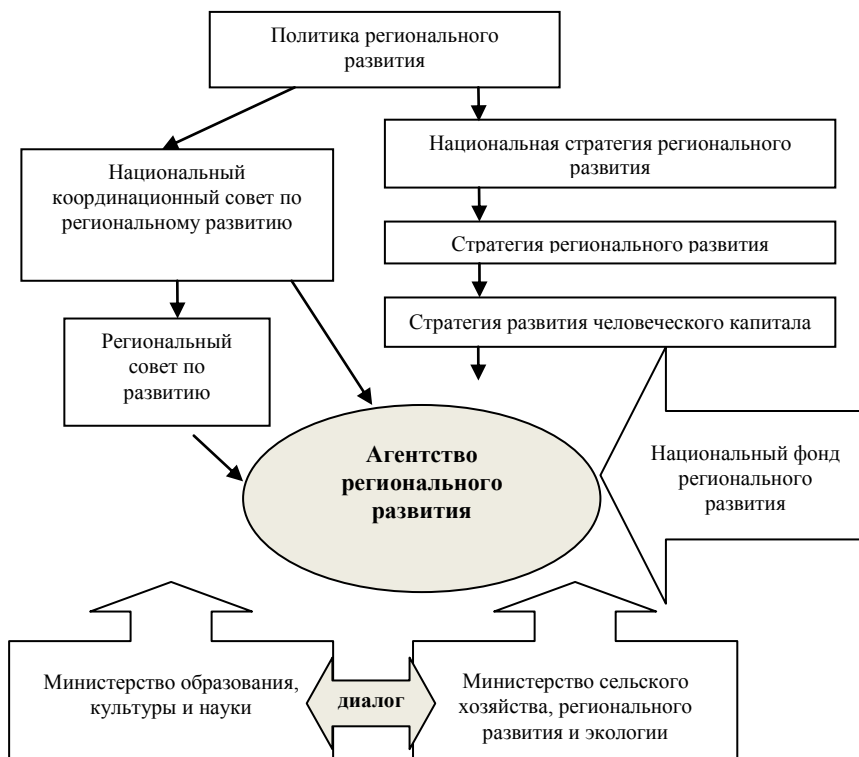 Политика регионального
развития
Национальный
координационный совет по
региональному развитию
Национальная стратегия регионального
развития
Стратегия регионального развития
Стратегия развития человеческого капитала
Региональный
совет по
развитию
Агентство
регионального
развития
Национальный фонд
регионального
развития
Министерство образования,
культуры и науки
диалог
Министерство сельского
хозяйства, регионального
развития и экологии